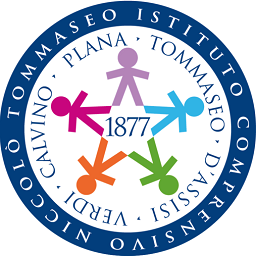 ISTITUTO COMPRENSIVO NICCOLÒ TOMMASEO
CALVINO · PLANA · TOMMASEO · D'ASSISI · VERDI ·
1877